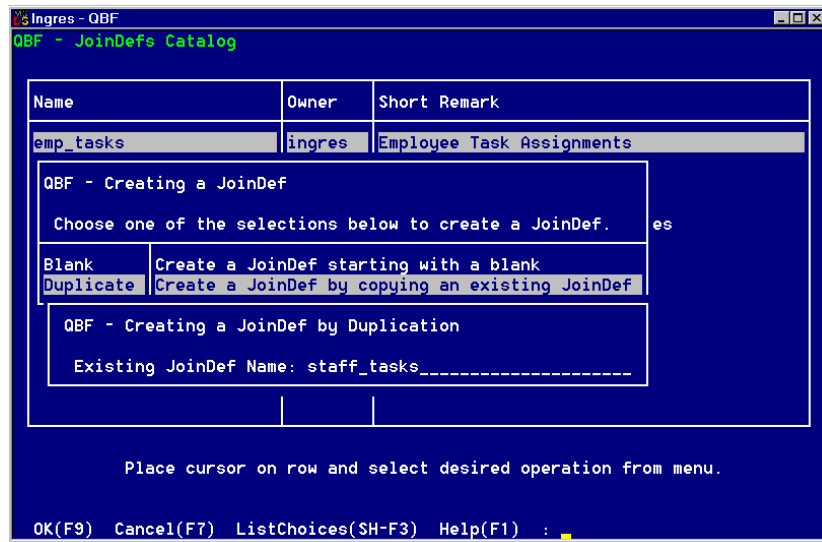 Ingres - QBF
QBF - JoinDefs Catalog
Name Owner Short Remark
emp_tasks ingres Employee Task Assignments
QBF - Creating a JoinDef
Choose one of the selections below to create a JoinDef. es
Blank Create a JoinDef starting with a blank
Duplicate Create a JoinDef by copying an existing JoinDef
QBF - Creating a JoinDef by Duplication
Existing JoinDef Name: staff_tasks_____________________
Place cursor on row and select desired operation from menu.
OK(F9) Cancel(F7) ListChoices(SH-F3) Help(F1) :